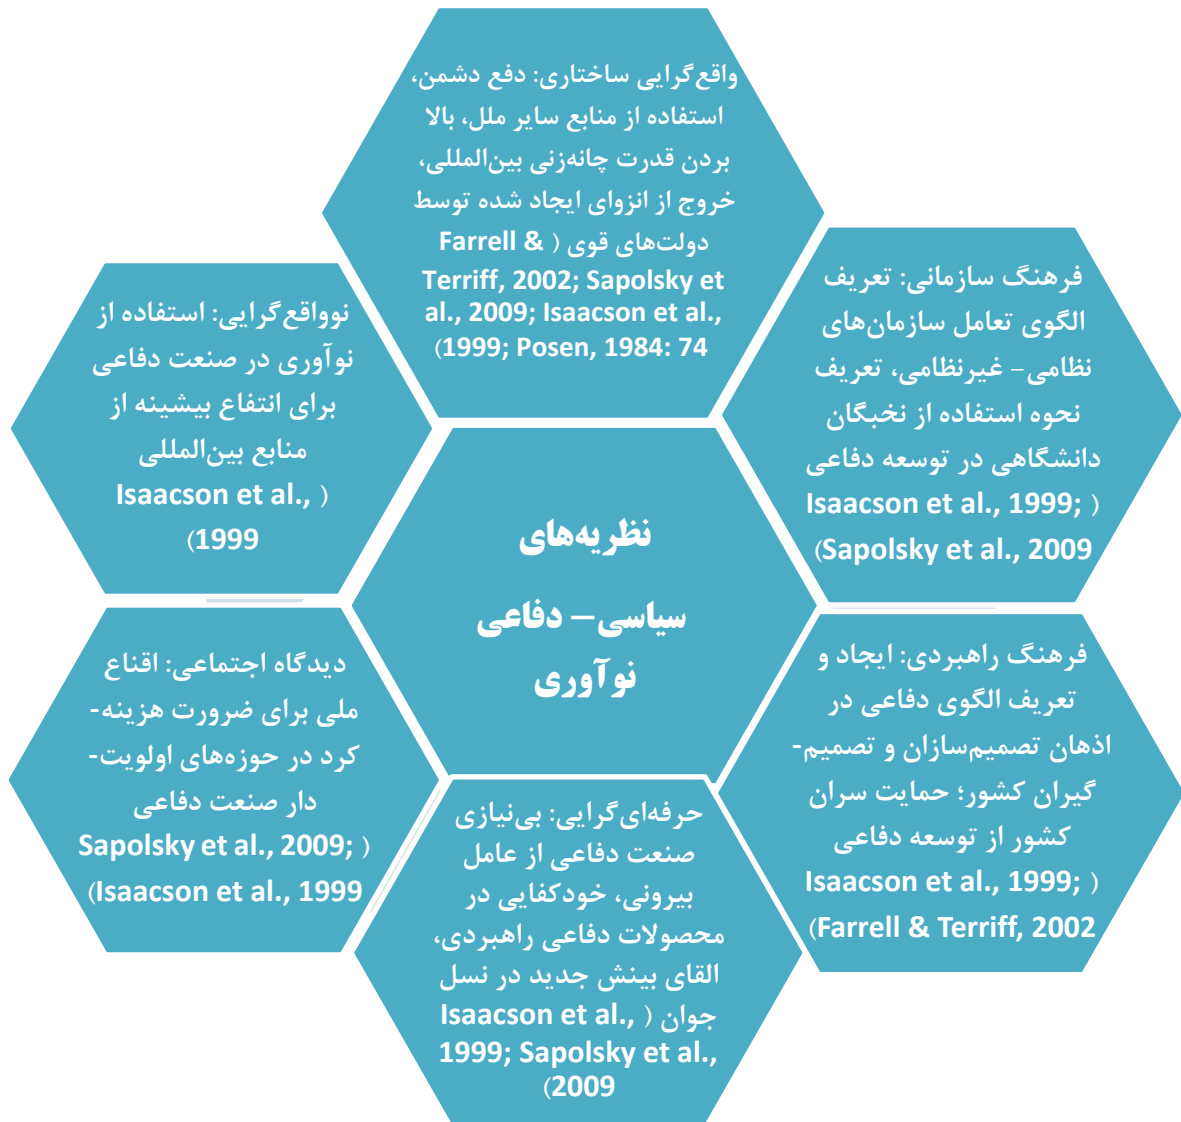 واقع‌گرایی ساختاری: دفع دشمن،
استفاده از منابع سایر ملل، بالا
بردن قدرت چانه‌زنی بین‌المللی،
خروج از انزوای ایجاد شده توسط
دولت‌های قوی (Farrell &
Terriff, 2002; Sapolsky et
al., 2009; Isaacson et al.,
1999; Posen, 1984: 74)
فرهنگ سازمانی: تعریف
الگوی تعامل سازمان‌های
نظامی- غیرنظامی، تعریف
نحوه استفاده از نخبگان
دانشگاهی در توسعه دفاعی
(Isaacson et al., 1999;
Sapolsky et al., 2009)
نوواقع‌گرایی: استفاده از
نوآوری در صنعت دفاعی
برای انتفاع بیشینه از
منابع بین‌المللی
(Isaacson et al.,
1999)
نظریه‌های
سیاسی- دفاعی
نوآوری
فرهنگ راهبردی: ایجاد و
تعریف الگوی دفاعی در
اذهان تصمیم‌سازان و تصمیم-
گیران کشور؛ حمایت سران
کشور از توسعه دفاعی
(Isaacson et al., 1999;
Farrell & Terriff, 2002)
دیدگاه اجتماعی: اقناع
ملی برای ضرورت هزینه-
کرد در حوزه‌های اولویت-
دار صنعت دفاعی
(Sapolsky et al., 2009;
Isaacson et al., 1999)
حرفه‌ای‌گرایی: بی‌نیازی
صنعت دفاعی از عامل
بیرونی، خودکفایی در
محصولات دفاعی راهبردی،
القای بینش جدید در نسل
جوان (Isaacson et al.,
1999; Sapolsky et al.,
2009)